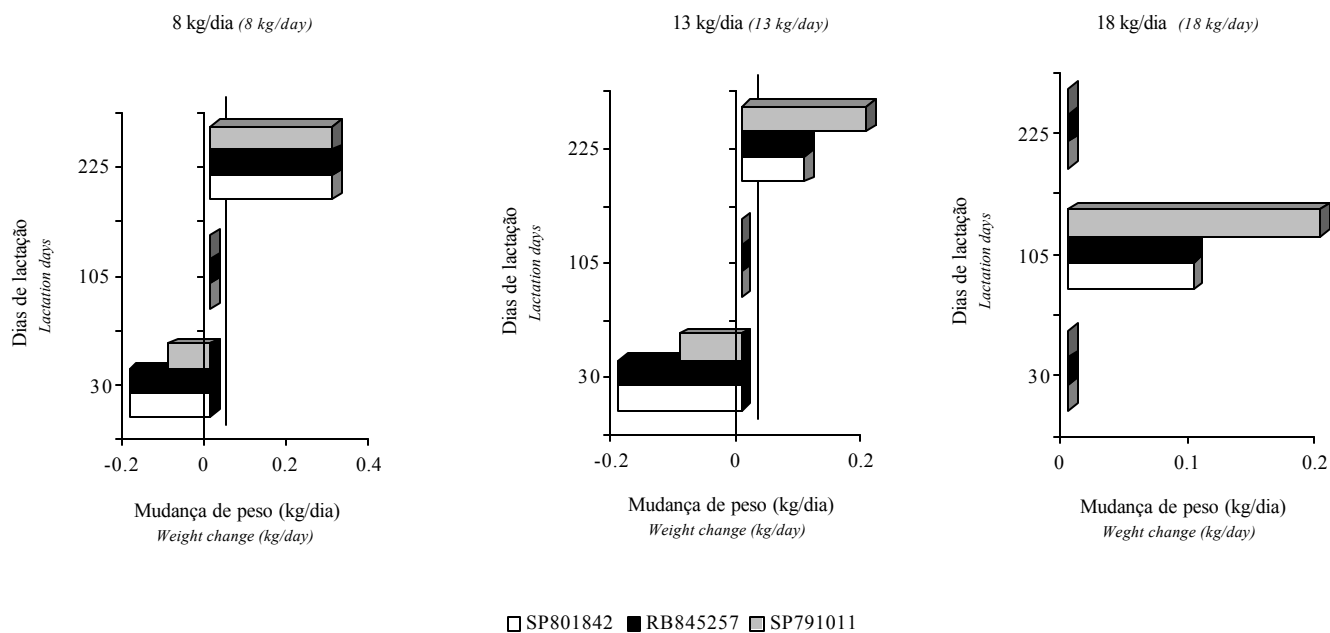 8 kg/dia (8 kg/day)
225
105
30
-0.2 0 0.2 0.4
Dias de lactação
Lactation days
Mudança de peso (kg/dia)
Weight change (kg/day)
13 kg/dia (13 kg/day)
225
105
30
-0.2 0 0.2
Dias de lactação
Lactation days
Mudança de peso (kg/dia)
Weight change (kg/day)
18 kg/dia (18 kg/day)
225
105
30
0 0.1 0.2
Dias de lactação
Lactation days
Mudança de peso (kg/dia)
Weght change (kg/day)
SP801842 RB845257 SP791011